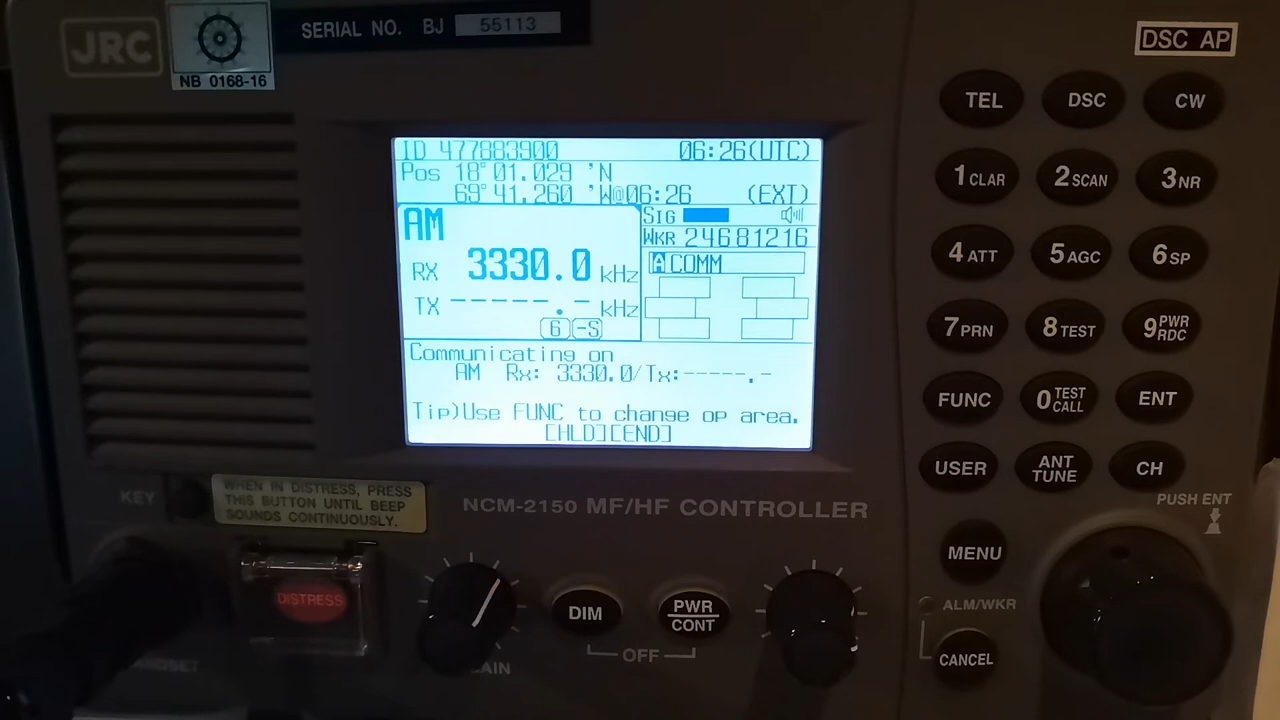 JRC
NB 0168-16
SERIAL NO. BJ 55113
DSC AP
ID 477883900 06:26(UTC)
Pos 18°01.029 'N
69°41.260 'W@06:26 (EXT)
AM
RX 3330.0 kHz
TX -----.- kHz
6 -S
SIG
WKR 24681216
A COMM
Communicating on
AM Rx: 3330.0/Tx:-----.-
Tip)Use FUNC to change op area.
[HLD][END]
TEL DSC CW
1 CLAR 2 SCAN 3 NR
4 ATT 5 AGC 6 SP
7 PRN 8 TEST 9 PWR RDC
FUNC 0 TEST CALL ENT
USER ANT TUNE CH
PUSH ENT
MENU
ALM/WKR
CANCEL
KEY
WHEN IN DISTRESS, PRESS
THIS BUTTON UNTIL BEEP
SOUNDS CONTINUOUSLY.
NCM-2150 MF/HF CONTROLLER
DISTRESS
DIM
PWR
CONT
OFF